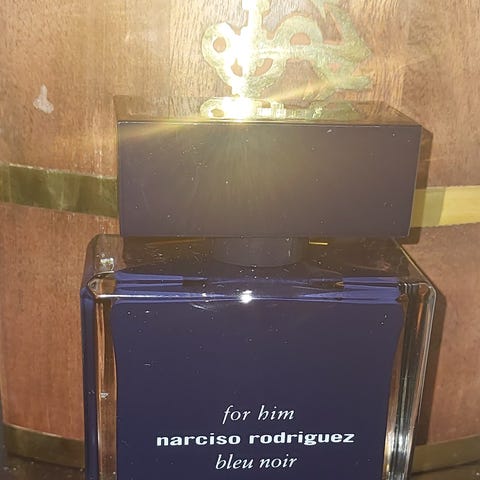 for him
narciso rodriguez
bleu noir